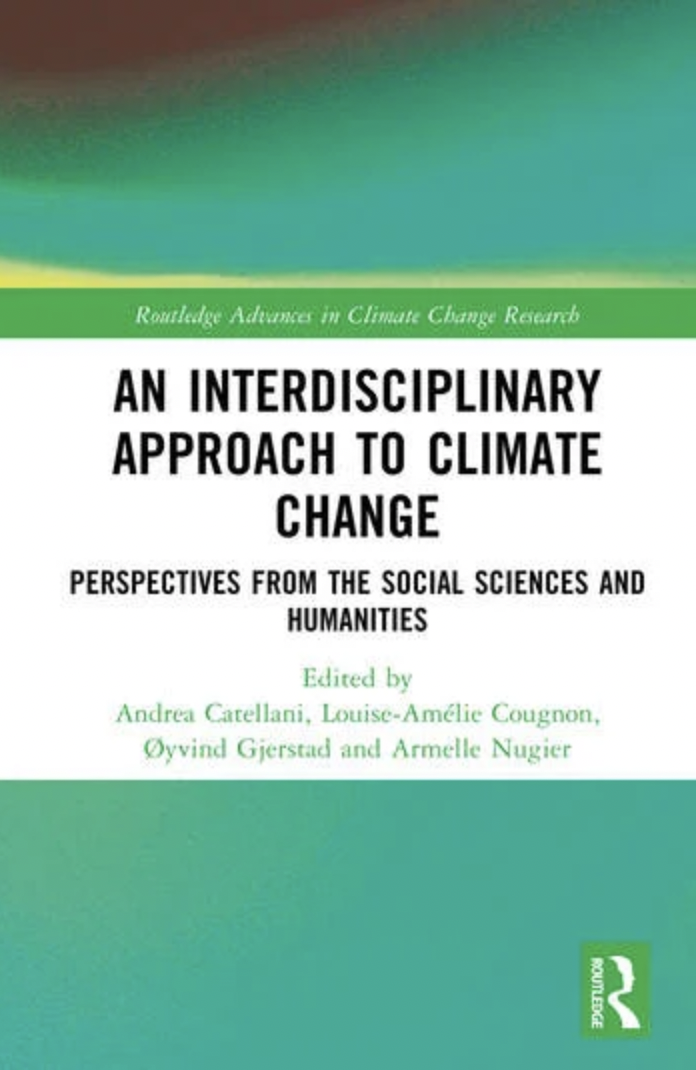 Routledge Advances in Climate Change Research
AN INTERDISCIPLINARY
APPROACH TO CLIMATE
CHANGE
PERSPECTIVES FROM THE SOCIAL SCIENCES AND
HUMANITIES
Edited by
Andrea Catellani, Louise-Amélie Cougnon,
Øyvind Gjerstad and Armelle Nugier
ROUTLEDGE